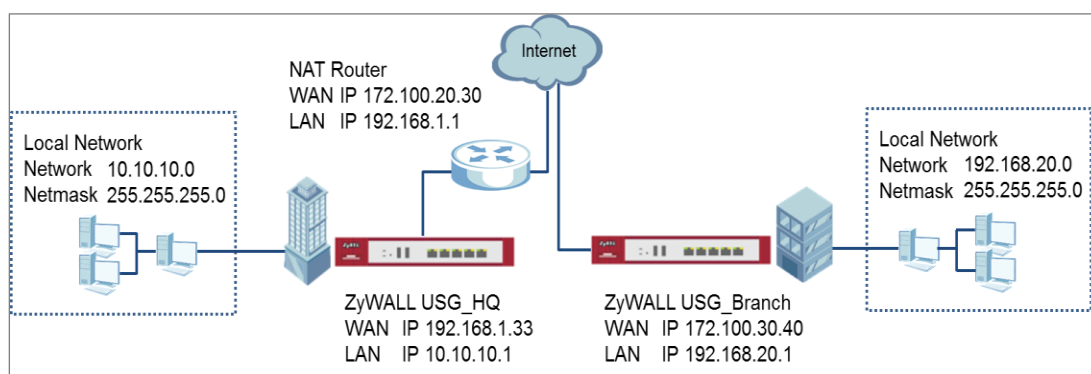 Internet
NAT Router
WAN IP 172.100.20.30
LAN IP 192.168.1.1
Local Network
Network 10.10.10.0
Netmask 255.255.255.0
Local Network
Network 192.168.20.0
Netmask 255.255.255.0
ZyXEL
ZyXEL
ZyWALL USG_HQ
WAN IP 192.168.1.33
LAN IP 10.10.10.1
ZyWALL USG_Branch
WAN IP 172.100.30.40
LAN IP 192.168.20.1